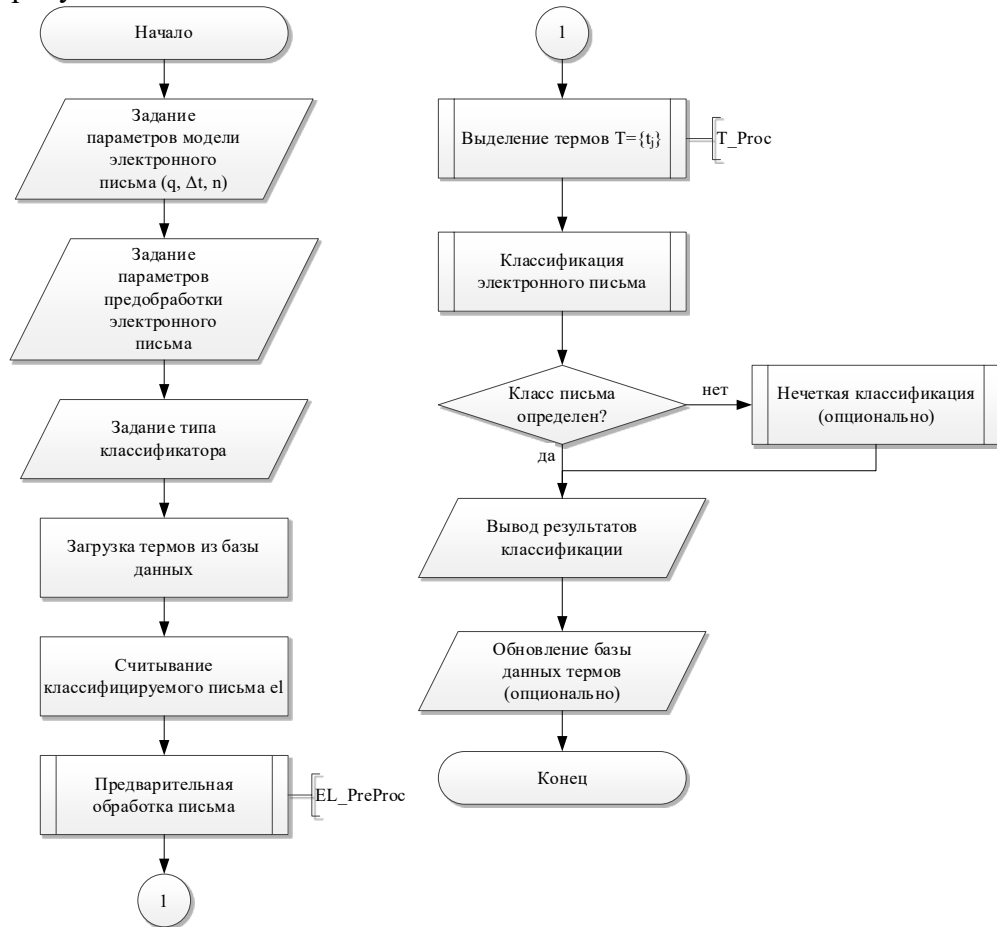 Начало
Задание
параметров модели
электронного
письма (q, Δt, n)
Задание
параметров
предобработки
электронного
письма
Задание типа
классификатора
Загрузка термов из базы
данных
Считывание
классифицируемого письма el
Предварительная
обработка письма
EL_PreProc
1
1
Выделение термов T={tj}
T_Proc
Классификация
электронного письма
Класс письма
определен?
нет
Нечеткая классификация
(опционально)
да
Вывод результатов
классификации
Обновление базы
данных термов
(опционально)
Конец